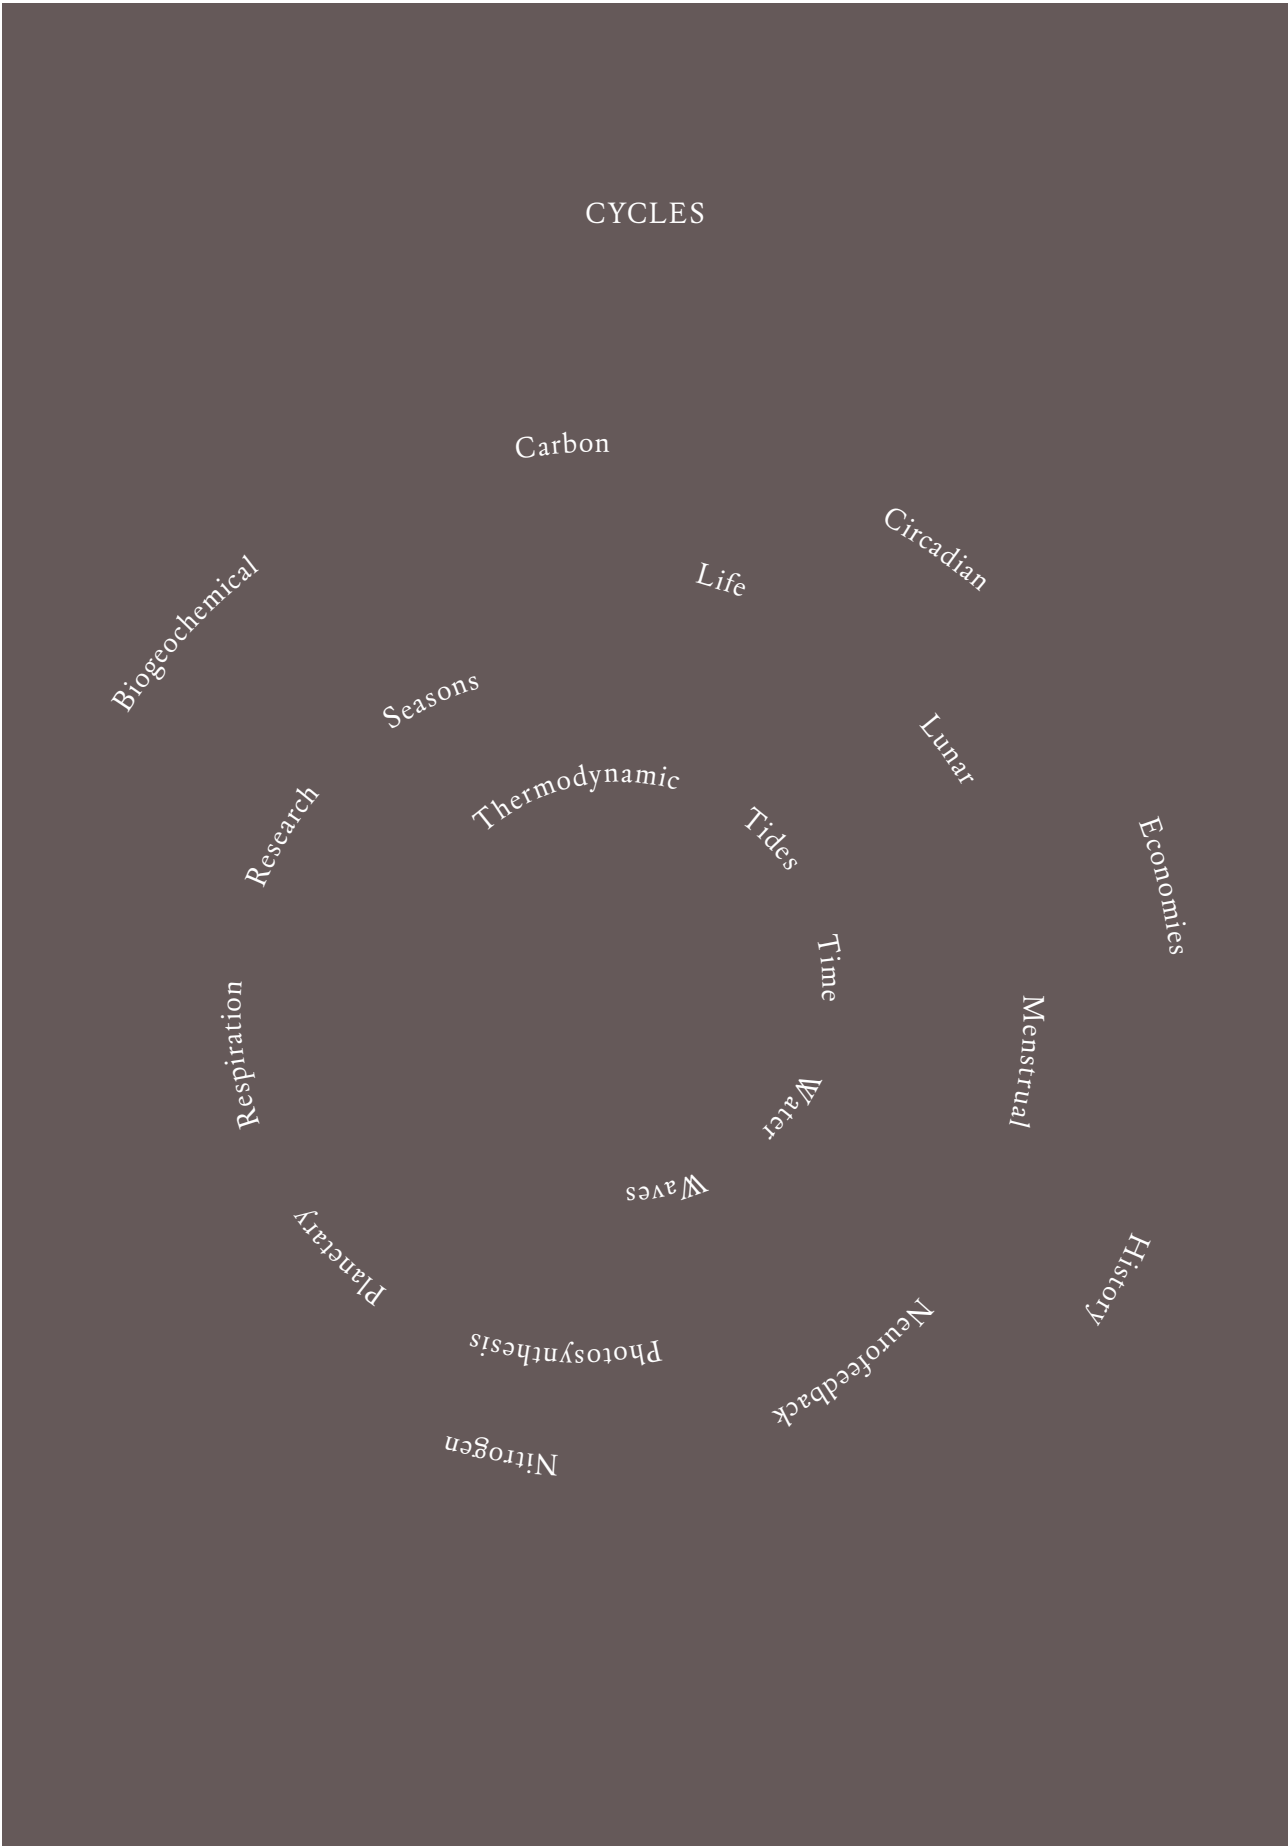 CYCLES
Biogeochemical
Carbon
Circadian
Economies
History
Neurofeedback
Nitrogen
Planetary
Respiration
Research
Seasons
Life
Lunar
Menstrual
Photosynthesis
Thermodynamic
Tides
Time
Water
Waves